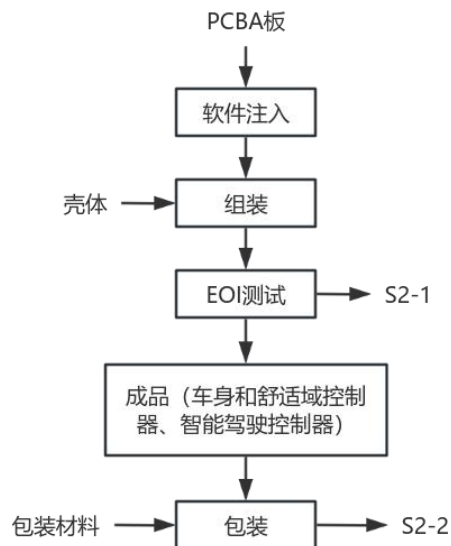 PCBA板
软件注入
壳体
组装
EOI测试
S2-1
成品（车身和舒适域控制
器、智能驾驶控制器）
包装材料
包装
S2-2